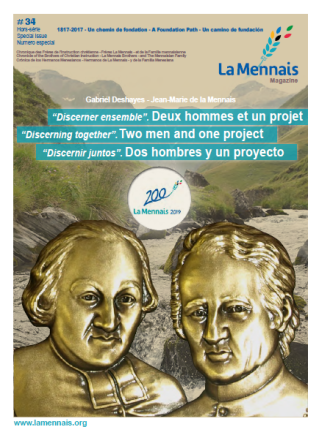 # 34
Hors-série
Special Issue
Numero especial
1817-2017 - Un chemin de fondation - A Foundation Path - Un camino de fundación
Chronique des Frères de l'Instruction chrétienne - Frères La Mennais - et de la Famille mennaisienne
Chronicle of the Brothers of Christian Instruction - La Mennais Brothers - and The Mennaisian Family
Crónica de los Hermanos Menesianos - Hermanos de La Mennais - y de la Familia Menesiana
La Mennais
Magazine
Gabriel Deshayes - Jean-Marie de la Mennais
“Discerner ensemble”. Deux hommes et un projet
“Discerning together”. Two men and one project
“Discernir juntos”. Dos hombres y un proyecto
200
La Mennais 2019
www.lamennais.org